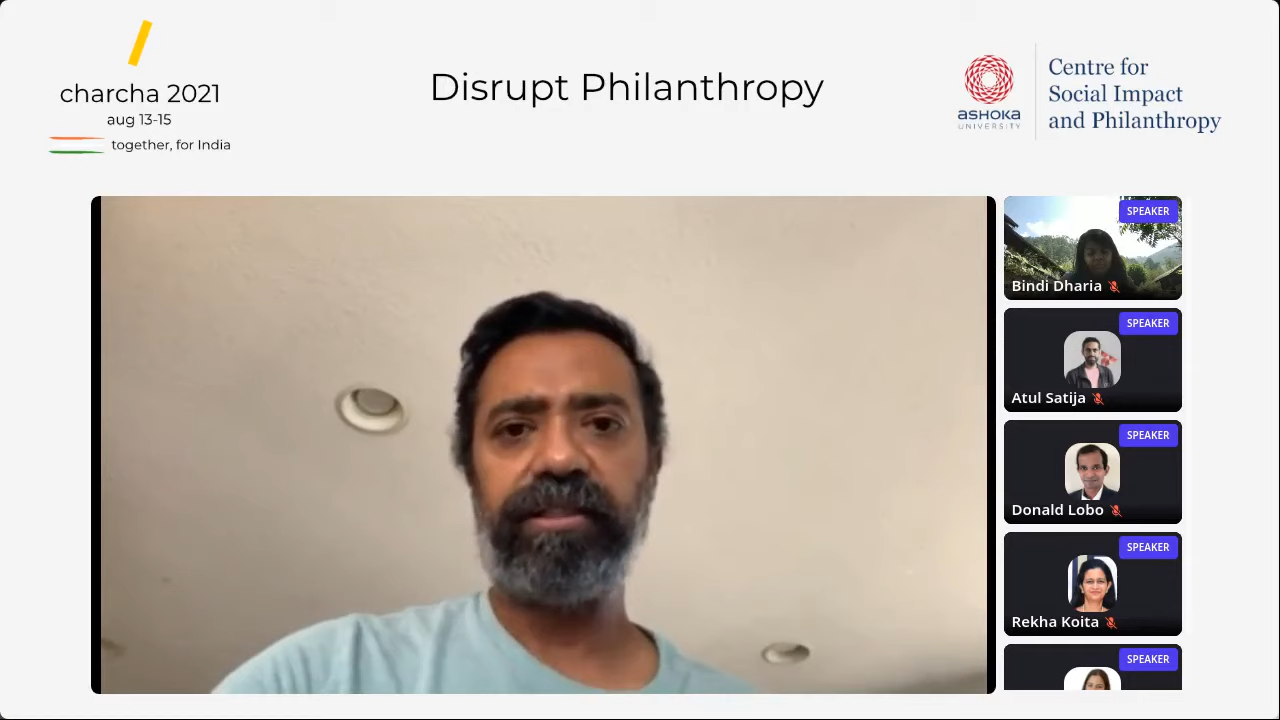 charcha 2021
aug 13-15
together, for India
Disrupt Philanthropy
ASHOKA
UNIVERSITY
Centre for
Social Impact
and Philanthropy
SPEAKER
Bindi Dharia
SPEAKER
Atul Satija
SPEAKER
Donald Lobo
SPEAKER
Rekha Koita
SPEAKER